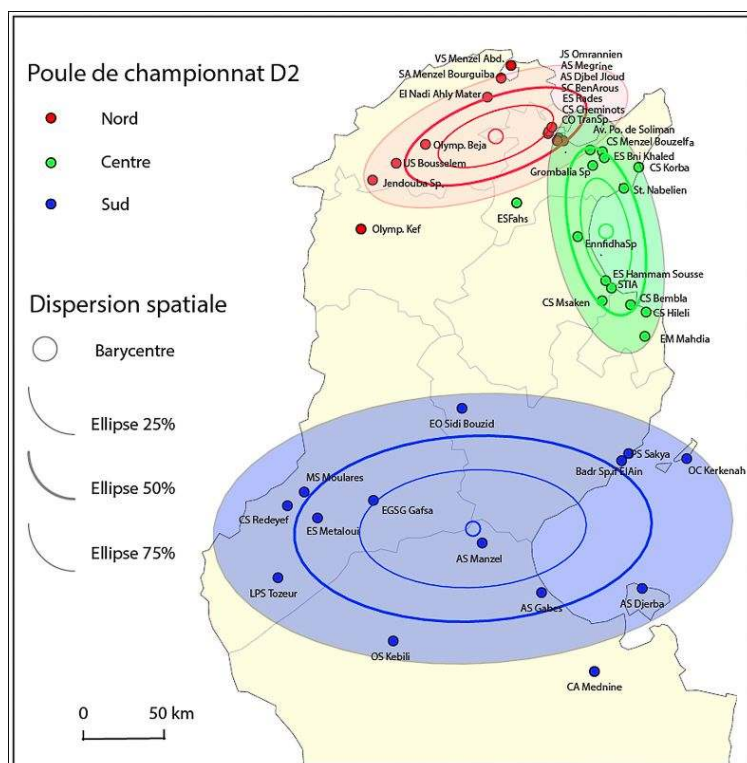 Poule de championnat D2
Nord
Centre
Sud
Dispersion spatiale
Barycentre
Ellipse 25%
Ellipse 50%
Ellipse 75%
0 50 km
VS Menzel Abd.
SA Menzel Bourguiba
El Nadi Ahly Mater
JS Omrannien
AS Megrine
AS Djbel Jloud
SC BenArous
ES Rades
CS Cheminots
CO TranSp.
Av. Po. de Soliman
CS Menzel Bouzelfa
ES Bni Khaled
CS Korba
Grombalia Sp
St. Nabelien
Olymp. Beja
US Bousselem
Jendouba Sp.
ESFahs
Olymp. Kef
EnnfidhaSp
ES Hammam Sousse
STIA
CS Msaken
CS Bembla
CS Hileli
EM Mahdia
EO Sidi Bouzid
PS Sakya
Badr Sp.r ElAin
OC Kerkenah
MS Moulares
CS Redeyef
EGSG Gafsa
ES Metaloui
AS Manzel
LPS Tozeur
AS Gabes
AS Djerba
OS Kebili
CA Mednine